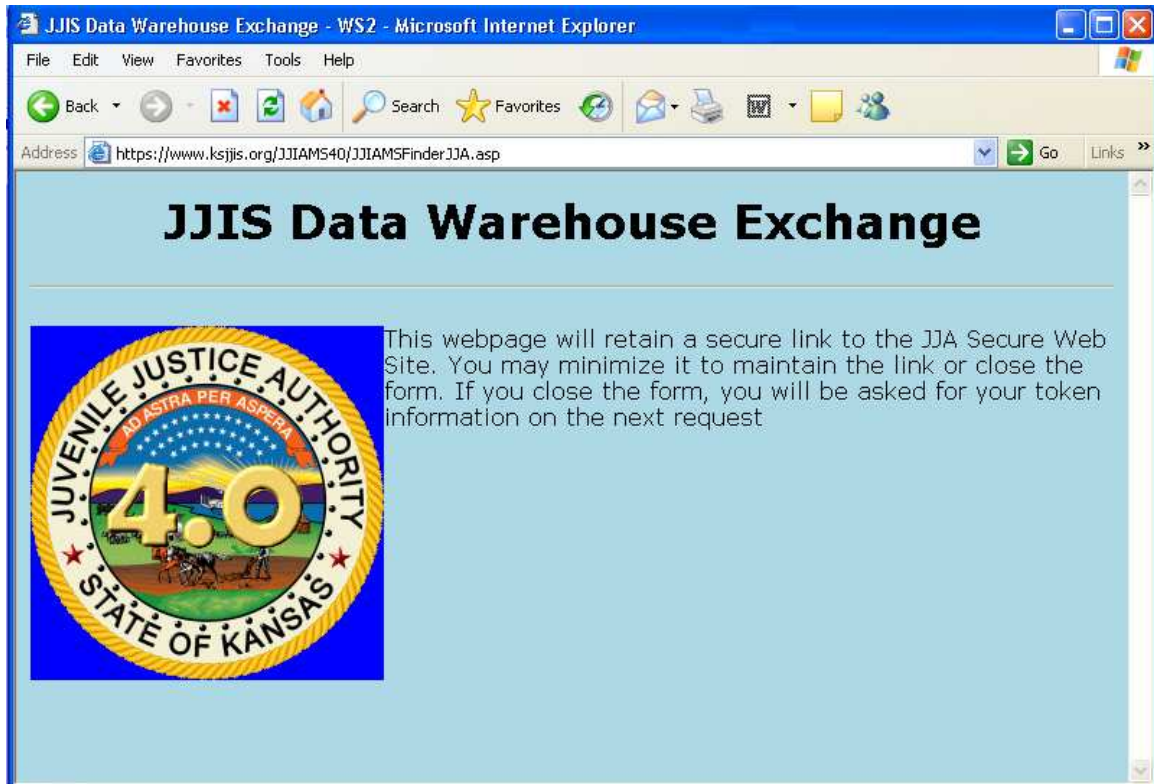 JJIS Data Warehouse Exchange - WS2 - Microsoft Internet Explorer
File Edit View Favorites Tools Help
Back Search Favorites
Address https://www.ksjjis.org/JJIAMS40/JJIAMSFinderJJA.asp Go Links »
JJIS Data Warehouse Exchange
This webpage will retain a secure link to the JJA Secure Web
Site. You may minimize it to maintain the link or close the
form. If you close the form, you will be asked for your token
information on the next request
JUVENILE JUSTICE AUTHORITY
AD ASTRA PER ASPERA
4.0
STATE OF KANSAS